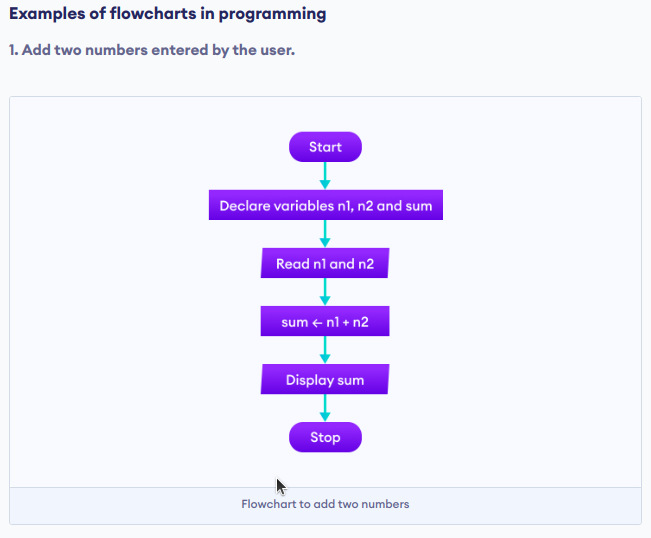 Examples of flowcharts in programming
1. Add two numbers entered by the user.
Start
Declare variables n1, n2 and sum
Read n1 and n2
sum ← n1 + n2
Display sum
Stop
Flowchart to add two numbers